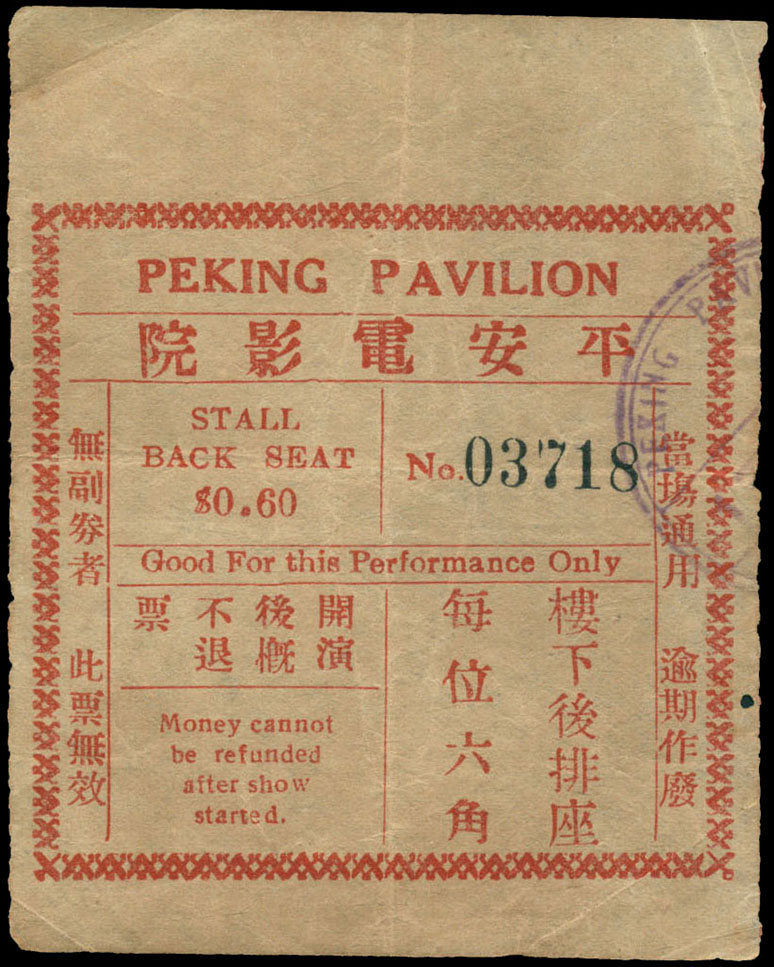 PEKING PAVILION
平安電影院
STALL
BACK SEAT
$0.60
No. 03718
Good For this Performance Only
當場通用 逾期作廢
樓下後排座
每位六角
開演
後概
不退
票
Money cannot
be refunded
after show
started.
無副券者 此票無效
PEKING PAVI